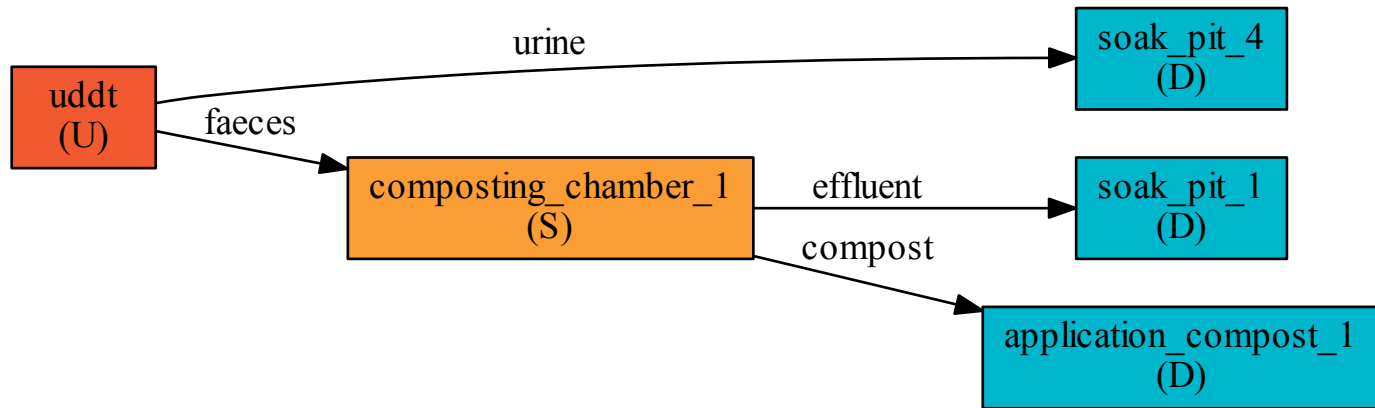 urine
soak_pit_4
(D)
uddt
(U)
faeces
composting_chamber_1
(S)
effluent
soak_pit_1
(D)
compost
application_compost_1
(D)